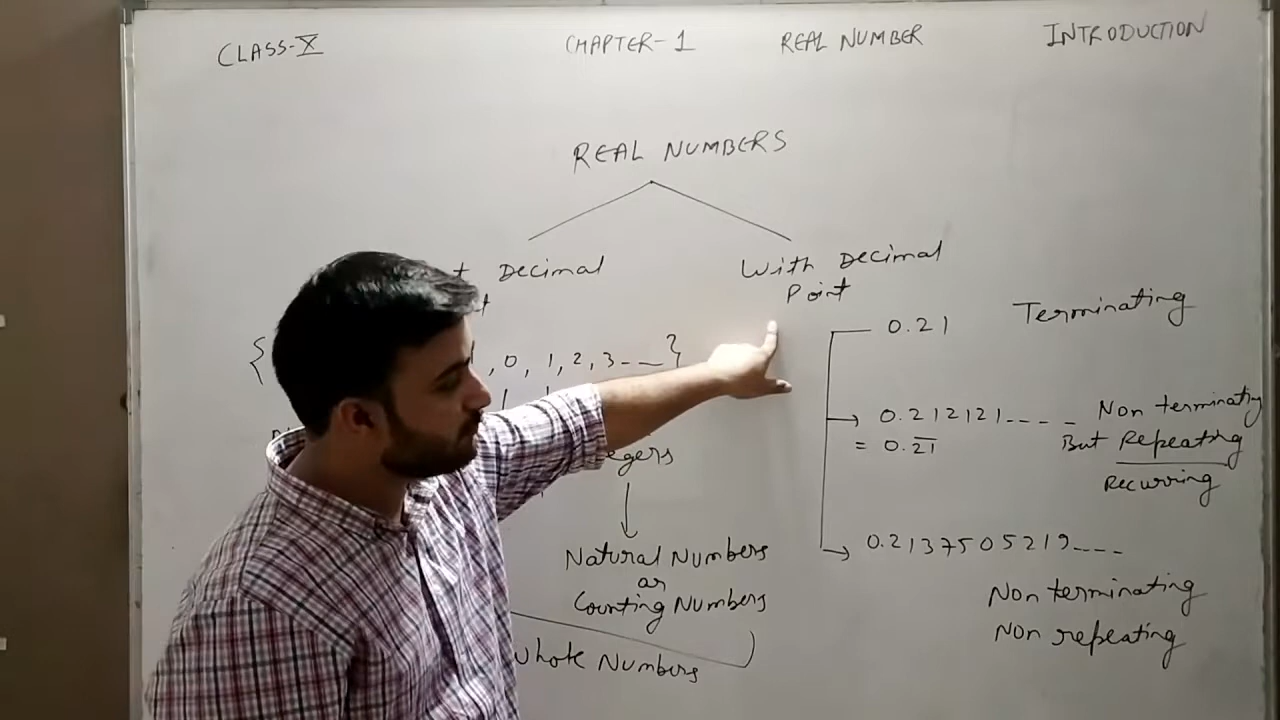 CLASS-X CHAPTER-1 REAL NUMBER INTRODUCTION
REAL NUMBERS
Decimal
With Decimal
Point
{ , 0, 1, 2, 3--- }
0.21 Terminating
0.212121---- Non terminating
= 0.2̅1̅ But Repeating
Recurring
egers
0.2137505219----
Natural Numbers
or
Counting Numbers
Non terminating
Non repeating
Whole Numbers